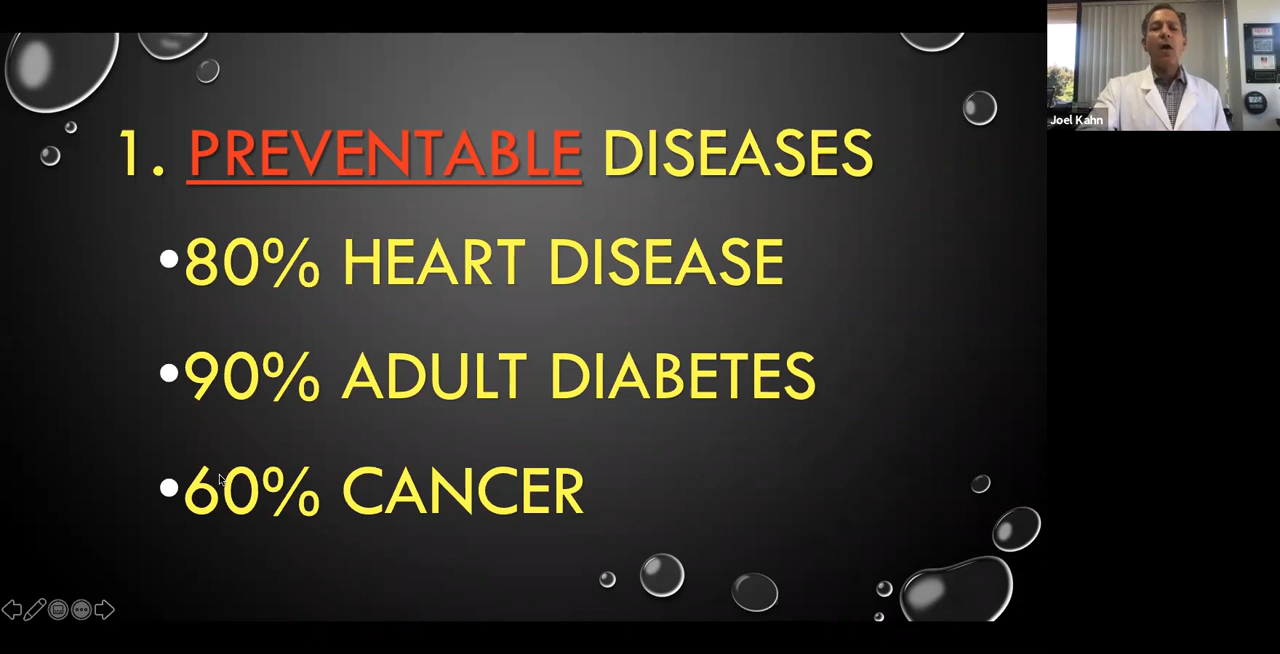 1. PREVENTABLE DISEASES
•80% HEART DISEASE
•90% ADULT DIABETES
•60% CANCER
Joel Kahn